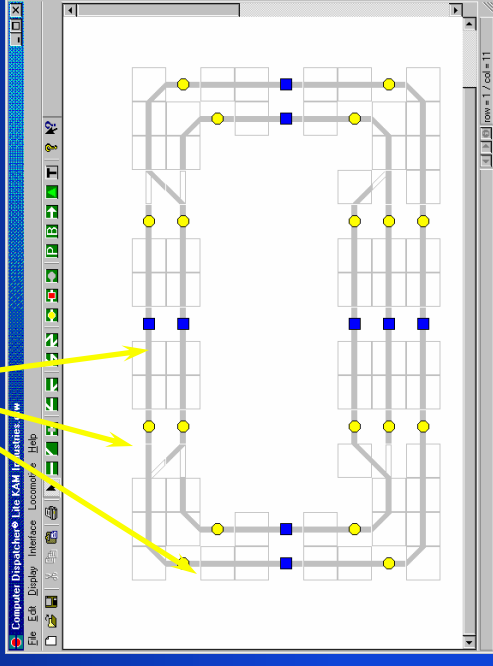 Computer Dispatcher® Lite KAM Industries.
File Edit Display Interface Locomotive Help
P B T
row = 1 / col = 11